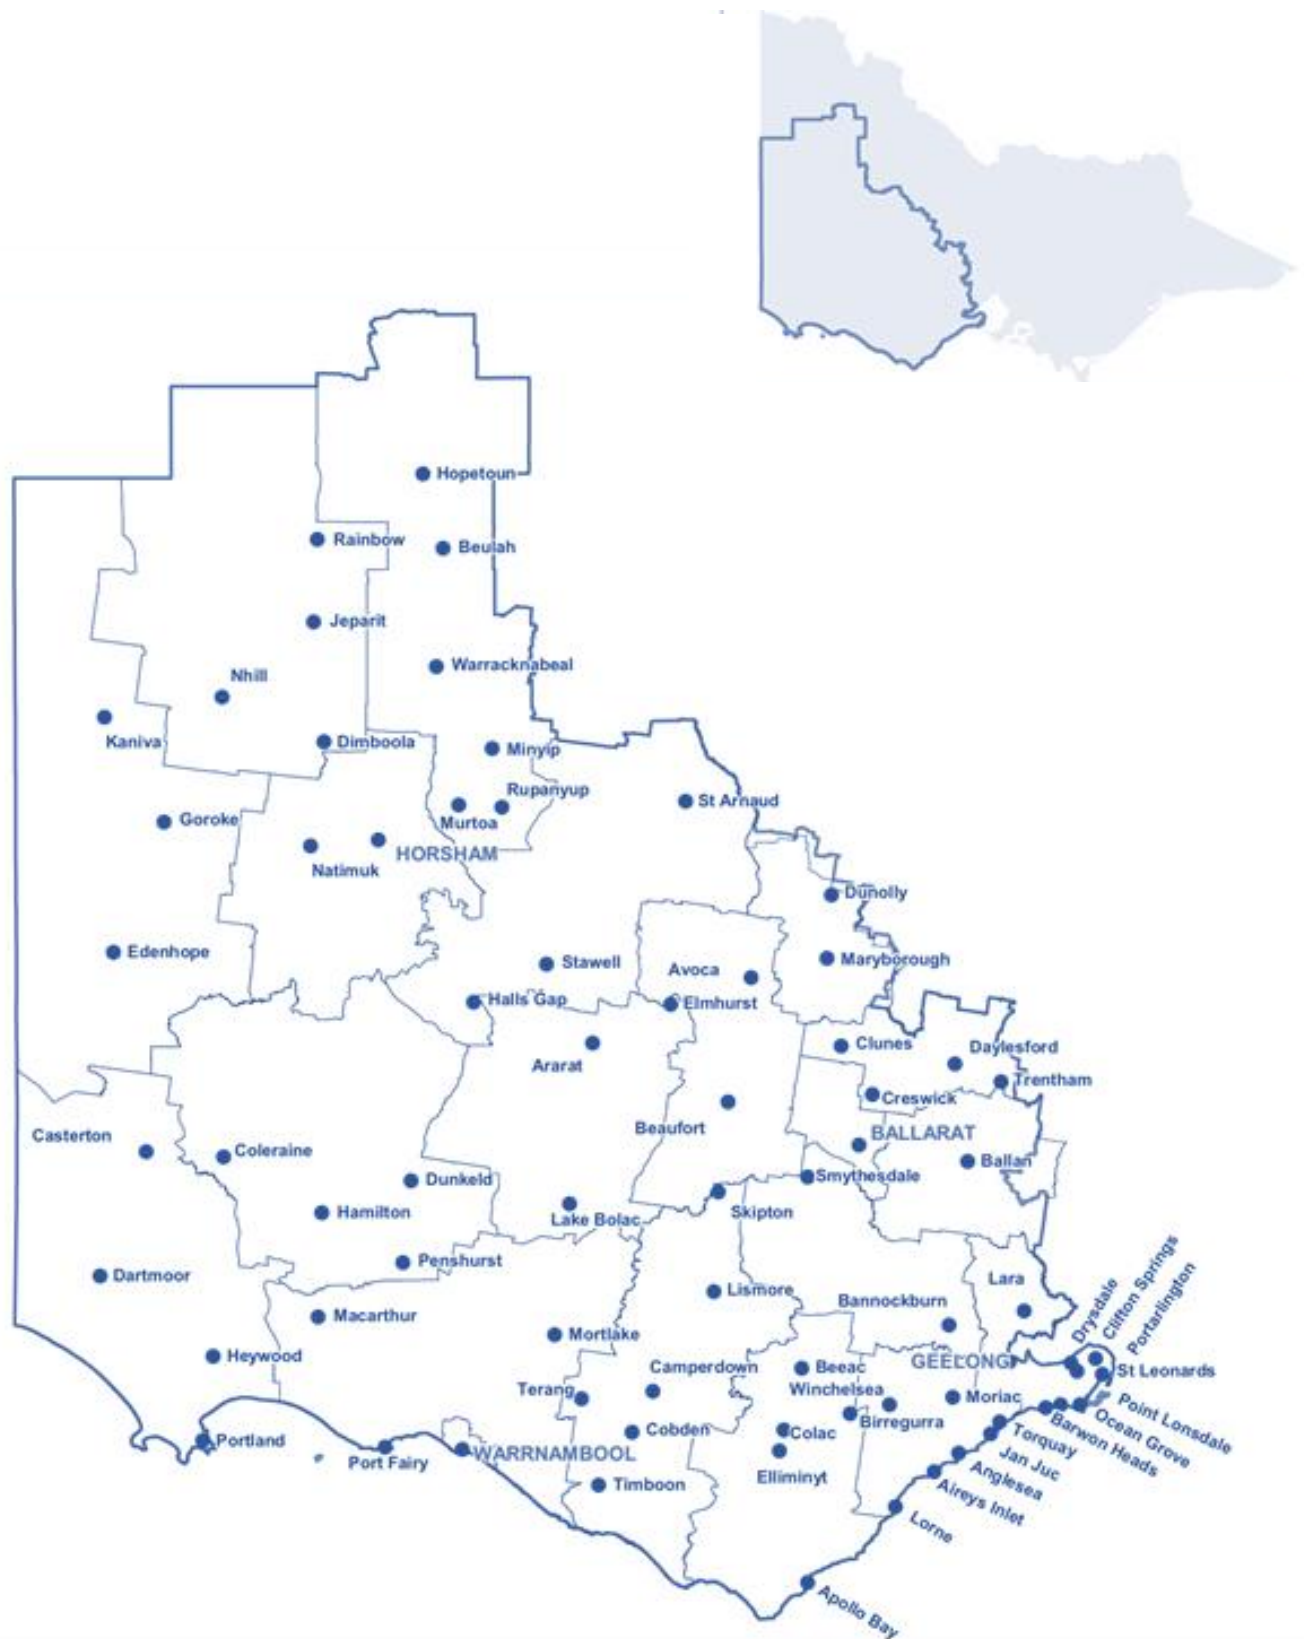 Hopetoun
Rainbow
Beulah
Jeparit
Warracknabeal
Nhill
Kaniva
Dimboola
Minyip
Rupanyup
St Arnaud
Goroke
Murtoa
HORSHAM
Natimuk
Dunolly
Edenhope
Stawell
Avoca
Maryborough
Halls Gap
Elmhurst
Clunes
Daylesford
Ararat
Trentham
Creswick
Casterton
Beaufort
BALLARAT
Coleraine
Ballan
Dunkeld
Smythesdale
Hamilton
Lake Bolac
Skipton
Penshurst
Dartmoor
Lara
Lismore
Bannockburn
Drysdale
Clifton Springs
Portarlington
Macarthur
Mortlake
Heywood
GEELONG
Camperdown
Beeac
St Leonards
Terang
Winchelsea
Moriac
Point Lonsdale
Birregurra
Ocean Grove
Cobden
Colac
Barwon Heads
Torquay
Portland
WARRNAMBOOL
Port Fairy
Jan Juc
Elliminyt
Anglesea
Timboon
Aireys Inlet
Lorne
Apollo Bay